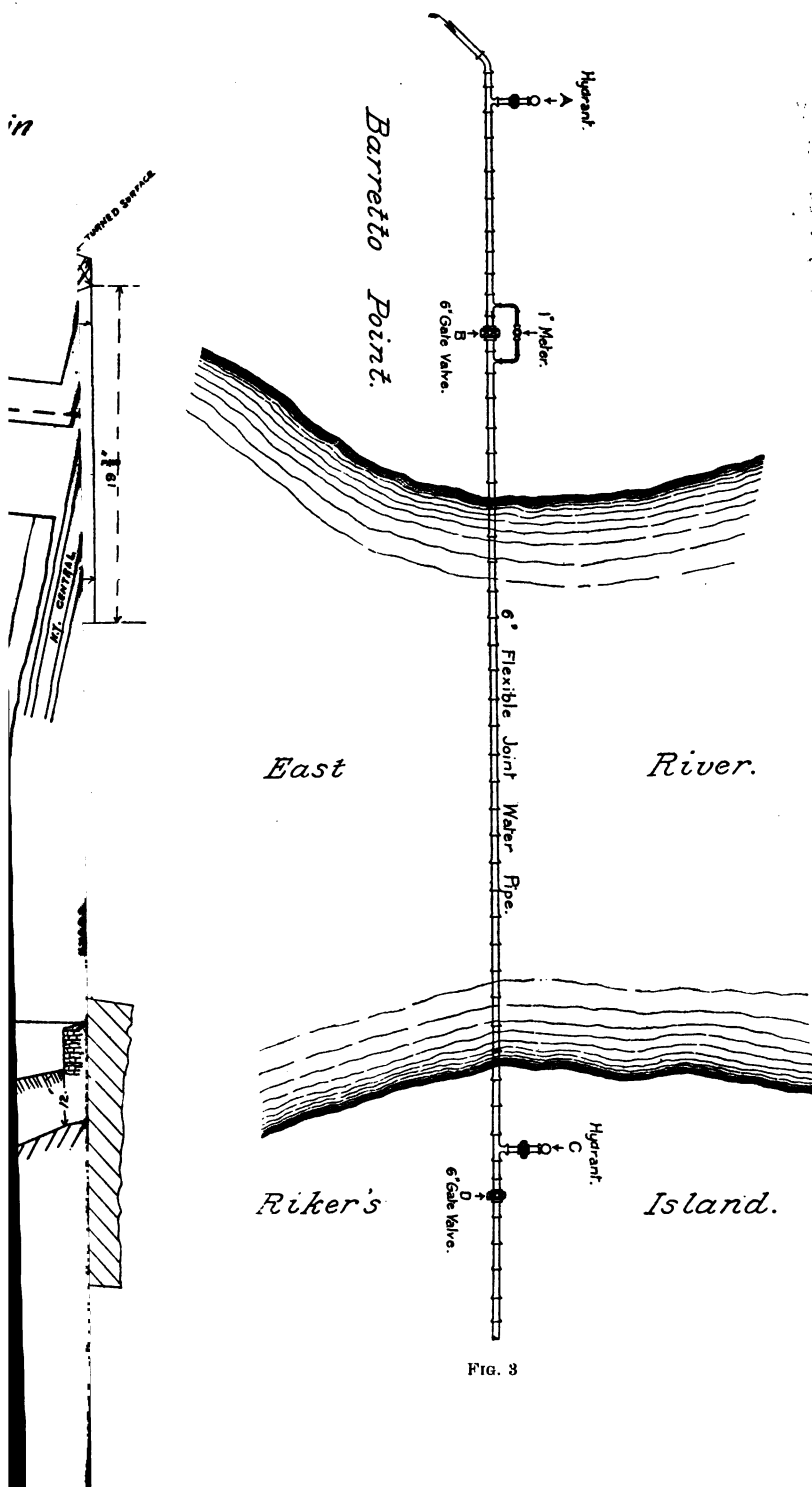 in
TURNED SURFACE
N.Y. CENTRAL
12
Hydrant.
A
Barretto Point.
1" Meter.
B
6" Gate Valve.
6" Flexible Joint Water Pipe.
East River.
Hydrant.
C
D
6" Gate Valve.
Riker's Island.
FIG. 3